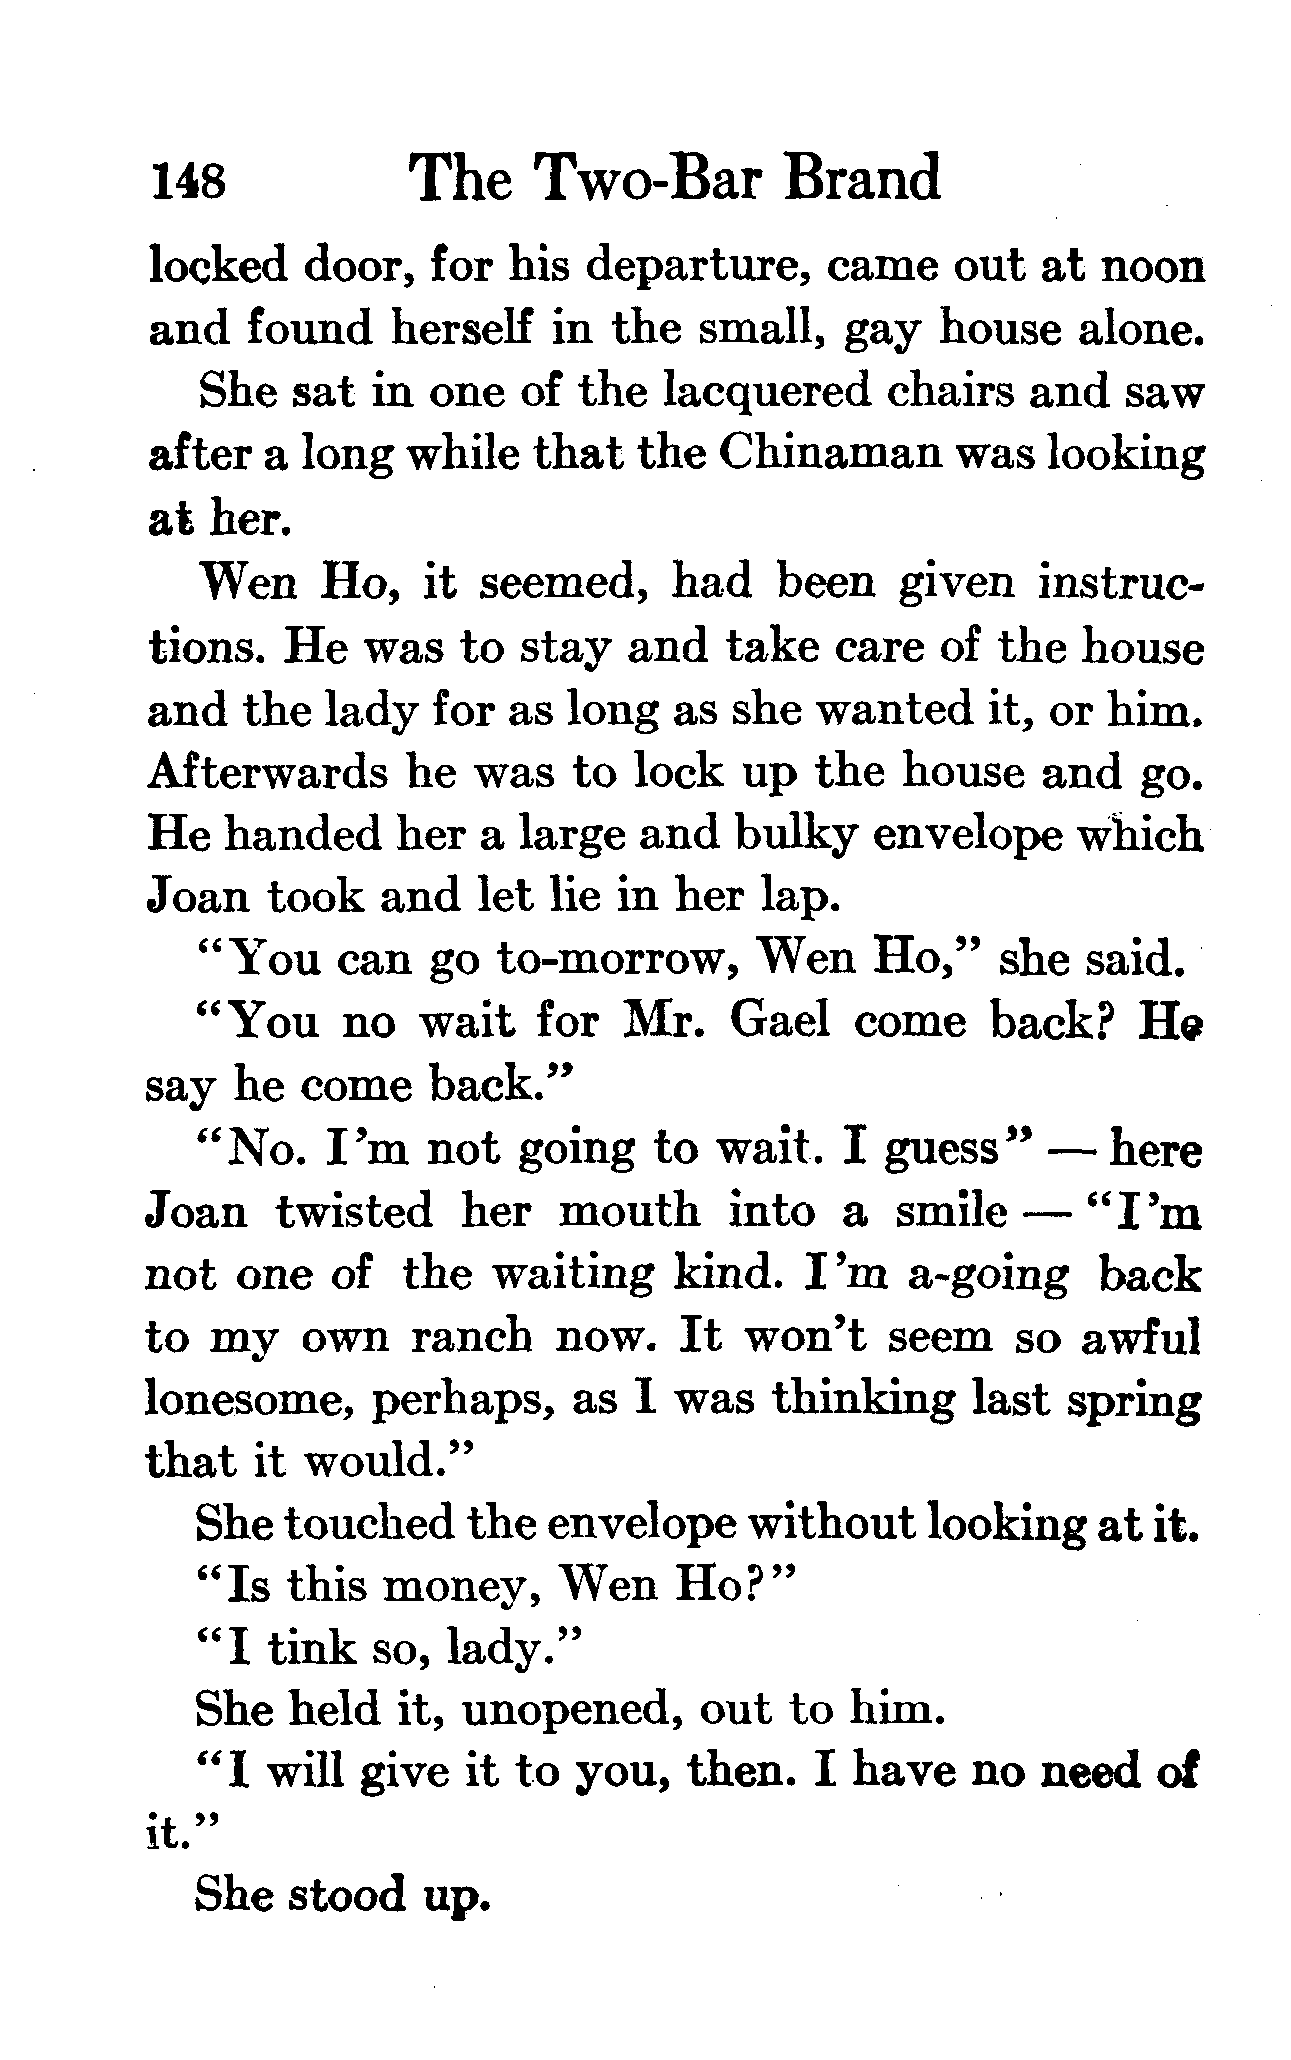 148 The Two-Bar Brand
locked door, for his departure, came out at noon
and found herself in the small, gay house alone.
She sat in one of the lacquered chairs and saw
after a long while that the Chinaman was looking
at her.
Wen Ho, it seemed, had been given instruc-
tions. He was to stay and take care of the house
and the lady for as long as she wanted it, or him.
Afterwards he was to lock up the house and go.
He handed her a large and bulky envelope which
Joan took and let lie in her lap.
“You can go to-morrow, Wen Ho,” she said.
“You no wait for Mr. Gael come back? He
say he come back.”
“No. I’m not going to wait. I guess” — here
Joan twisted her mouth into a smile — “I’m
not one of the waiting kind. I’m a-going back
to my own ranch now. It won’t seem so awful
lonesome, perhaps, as I was thinking last spring
that it would.”
She touched the envelope without looking at it.
“Is this money, Wen Ho?”
“I tink so, lady.”
She held it, unopened, out to him.
“I will give it to you, then. I have no need of
it.”
She stood up.